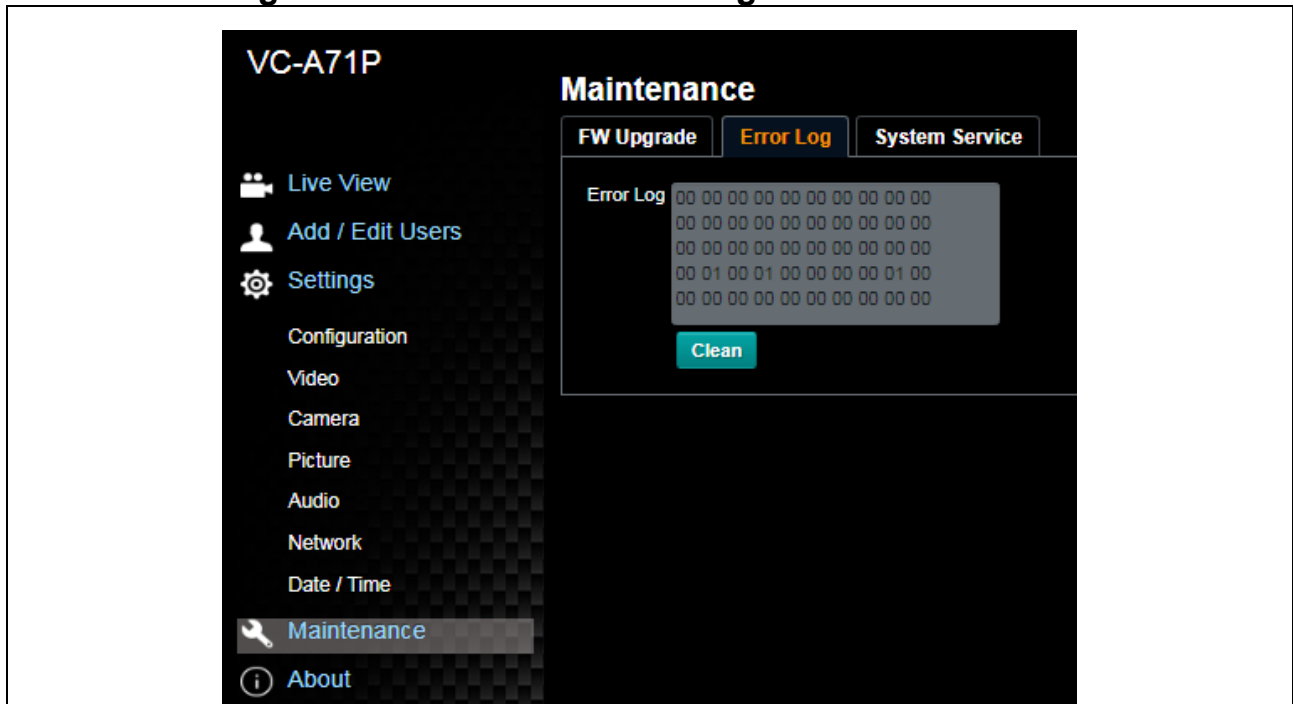 VC-A71P
Maintenance
FW Upgrade Error Log System Service
Live View
Add / Edit Users
Settings
Configuration
Video
Camera
Picture
Audio
Network
Date / Time
Maintenance
About
Error Log
00 00 00 00 00 00 00 00 00 00
00 00 00 00 00 00 00 00 00 00
00 00 00 00 00 00 00 00 00 00
00 01 00 01 00 00 00 00 01 00
00 00 00 00 00 00 00 00 00 00
Clean